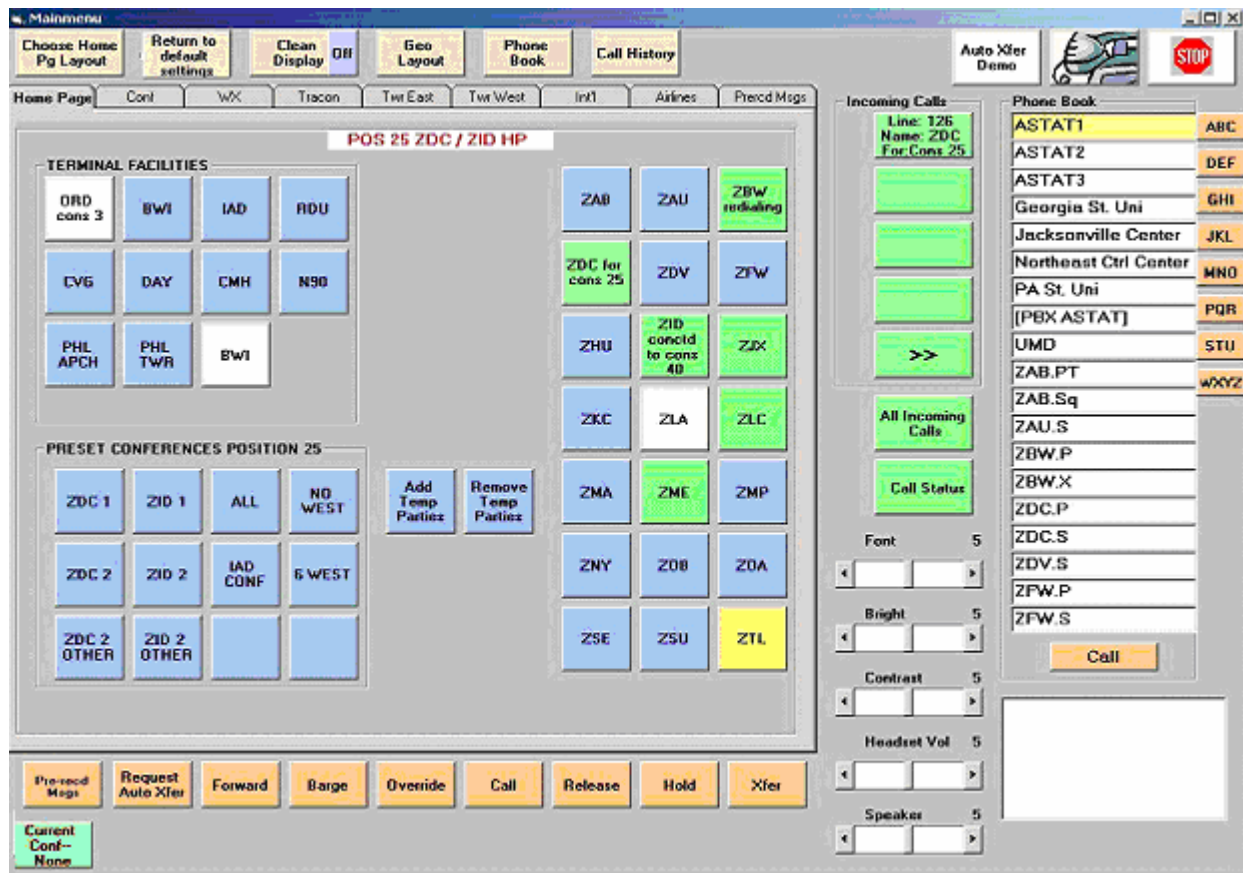 Mainmenu
Choose Home
Pg Layout
Return to
default
settings
Clean
Display
Off
Geo
Layout
Phone
Book
Call History
Auto Xfer
Demo
STOP
Home Page
Conf
WX
Tracon
Twr East
Twr West
Int'l
Airlines
Prercd Msgs
POS 25 ZDC / ZID HP
TERMINAL FACILITIES
ORD
cons 3
BWI
IAD
RDU
CVG
DAY
CMH
N90
PHL
APCH
PHL
TWR
BWI
PRESET CONFERENCES POSITION 25
ZDC 1
ZID 1
ALL
NO
WEST
ZDC 2
ZID 2
IAD
CONF
6 WEST
ZDC 2
OTHER
ZID 2
OTHER
Add
Temp
Parties
Remove
Temp
Parties
ZAB
ZAU
ZBW
redialing
ZDC for
cons 25
ZDV
ZFW
ZHU
ZID
conctd
to cons
40
ZJX
ZKC
ZLA
ZLC
ZMA
ZME
ZMP
ZNY
ZOB
ZOA
ZSE
ZSU
ZTL
Incoming Calls
Line: 126
Name: ZDC
For:Cons 25
>>
All Incoming
Calls
Call Status
Font 5
Bright 5
Contrast 5
Headset Vol 5
Speaker 5
Phone Book
ASTAT1
ASTAT2
ASTAT3
Georgia St. Uni
Jacksonville Center
Northeast Ctrl Center
PA St. Uni
[PBX ASTAT]
UMD
ZAB.PT
ZAB.Sq
ZAU.S
ZBW.P
ZBW.X
ZDC.P
ZDC.S
ZDV.S
ZFW.P
ZFW.S
ABC
DEF
GHI
JKL
MNO
PQR
STU
WXYZ
Call
Pre-recd
Msgs
Request
Auto Xfer
Forward
Barge
Override
Call
Release
Hold
Xfer
Current
Conf--
None